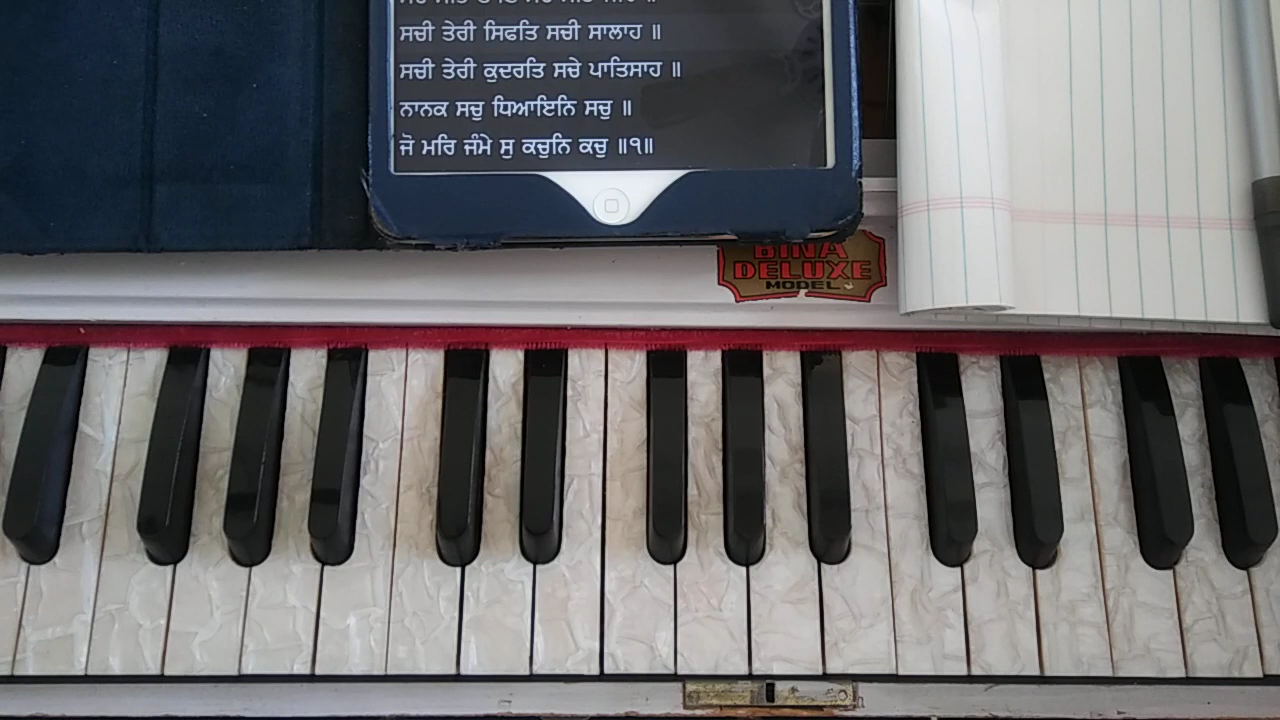 ਸਚੀ ਤੇਰੀ ਸਿਫਤਿ ਸਚੀ ਸਾਲਾਹ ॥
ਸਚੀ ਤੇਰੀ ਕੁਦਰਤਿ ਸਚੇ ਪਾਤਿਸਾਹ ॥
ਨਾਨਕ ਸਚੁ ਧਿਆਇਨਿ ਸਚੁ ॥
ਜੋ ਮਰਿ ਜੰਮੇ ਸੁ ਕਚੁਨਿ ਕਚੁ ॥੧॥
BINA
DELUXE
MODEL